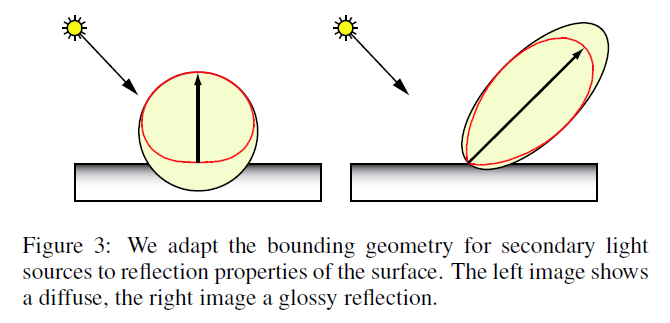 Figure 3: We adapt the bounding geometry for secondary light
sources to reflection properties of the surface. The left image shows
a diffuse, the right image a glossy reflection.